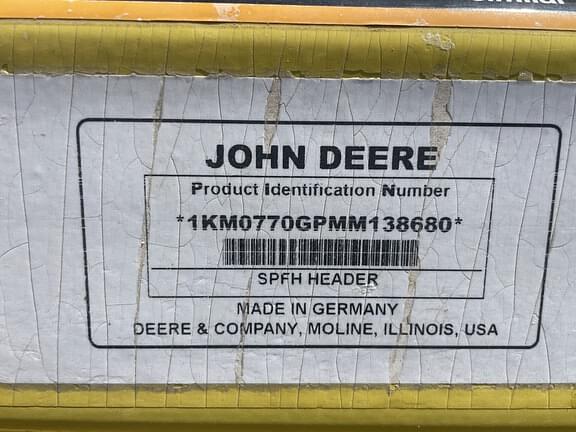 JOHN DEERE
Product Identification Number
*1KM0770GPMM138680*
SPFH HEADER
MADE IN GERMANY
DEERE & COMPANY, MOLINE, ILLINOIS, USA